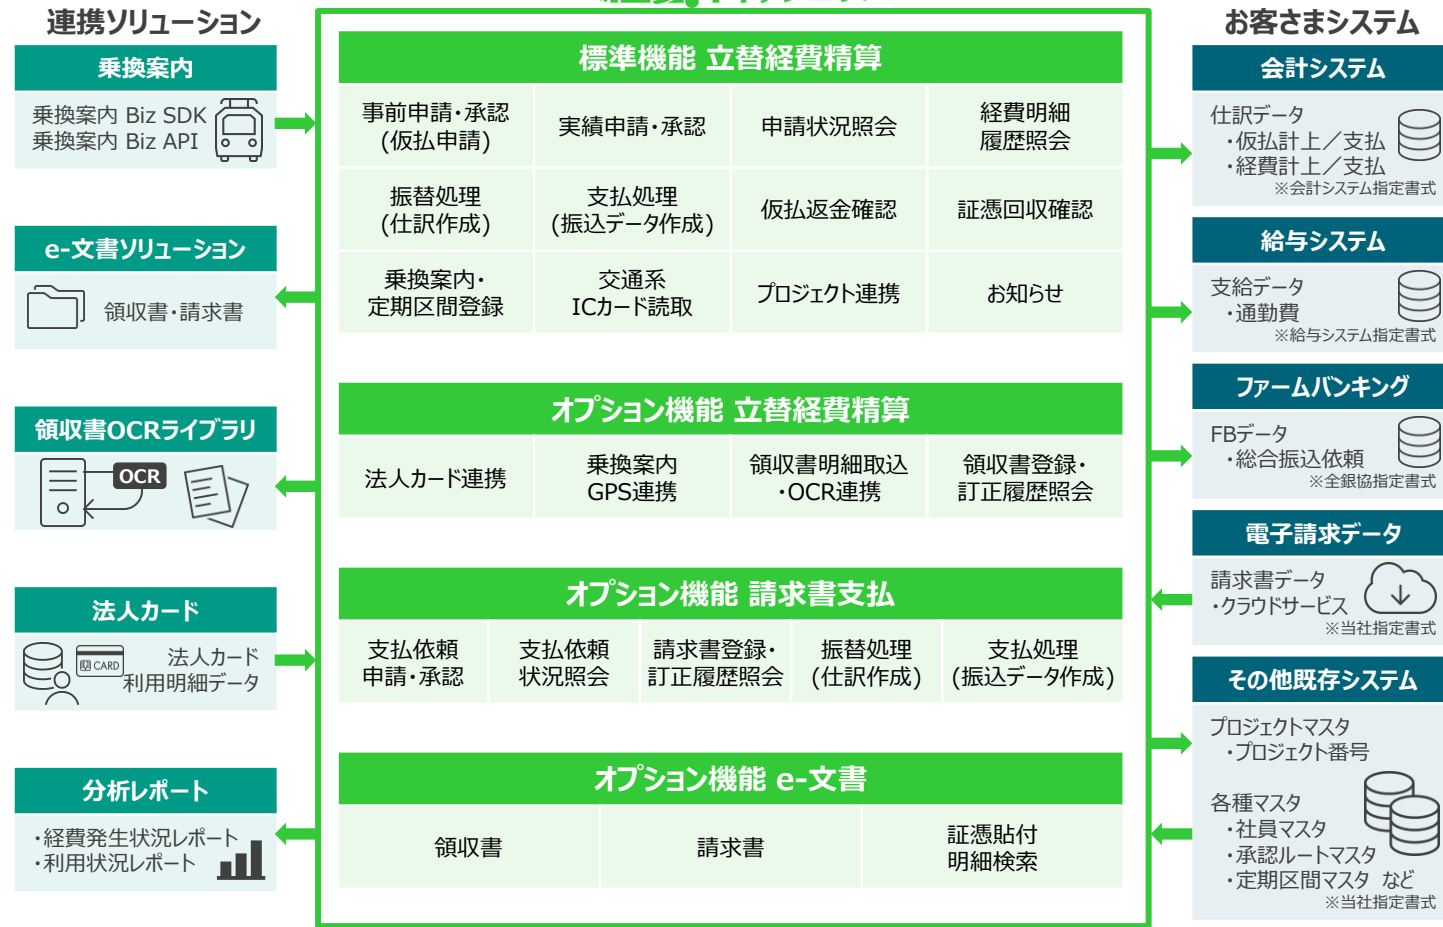 連携ソリューション
乗換案内
乗換案内 Biz SDK
乗換案内 Biz API
e-文書ソリューション
領収書・請求書
領収書OCRライブラリ
OCR
法人カード
CARD
法人カード
利用明細データ
分析レポート
・経費発生状況レポート
・利用状況レポート
標準機能 立替経費精算
事前申請・承認
(仮払申請)
実績申請・承認
申請状況照会
経費明細
履歴照会
振替処理
(仕訳作成)
支払処理
(振込データ作成)
仮払返金確認
証憑回収確認
乗換案内・
定期区間登録
交通系
ICカード読取
プロジェクト連携
お知らせ
オプション機能 立替経費精算
法人カード連携
乗換案内
GPS連携
領収書明細取込
・OCR連携
領収書登録・
訂正履歴照会
オプション機能 請求書支払
支払依頼
申請・承認
支払依頼
状況照会
請求書登録・
訂正履歴照会
振替処理
(仕訳作成)
支払処理
(振込データ作成)
オプション機能 e-文書
領収書
請求書
証憑貼付
明細検索
お客さまシステム
会計システム
仕訳データ
・仮払計上／支払
・経費計上／支払
※会計システム指定書式
給与システム
支給データ
・通勤費
※給与システム指定書式
ファームバンキング
FBデータ
・総合振込依頼
※全銀協指定書式
電子請求データ
請求書データ
・クラウドサービス
※当社指定書式
その他既存システム
プロジェクトマスタ
・プロジェクト番号
各種マスタ
・社員マスタ
・承認ルートマスタ
・定期区間マスタ など
※当社指定書式